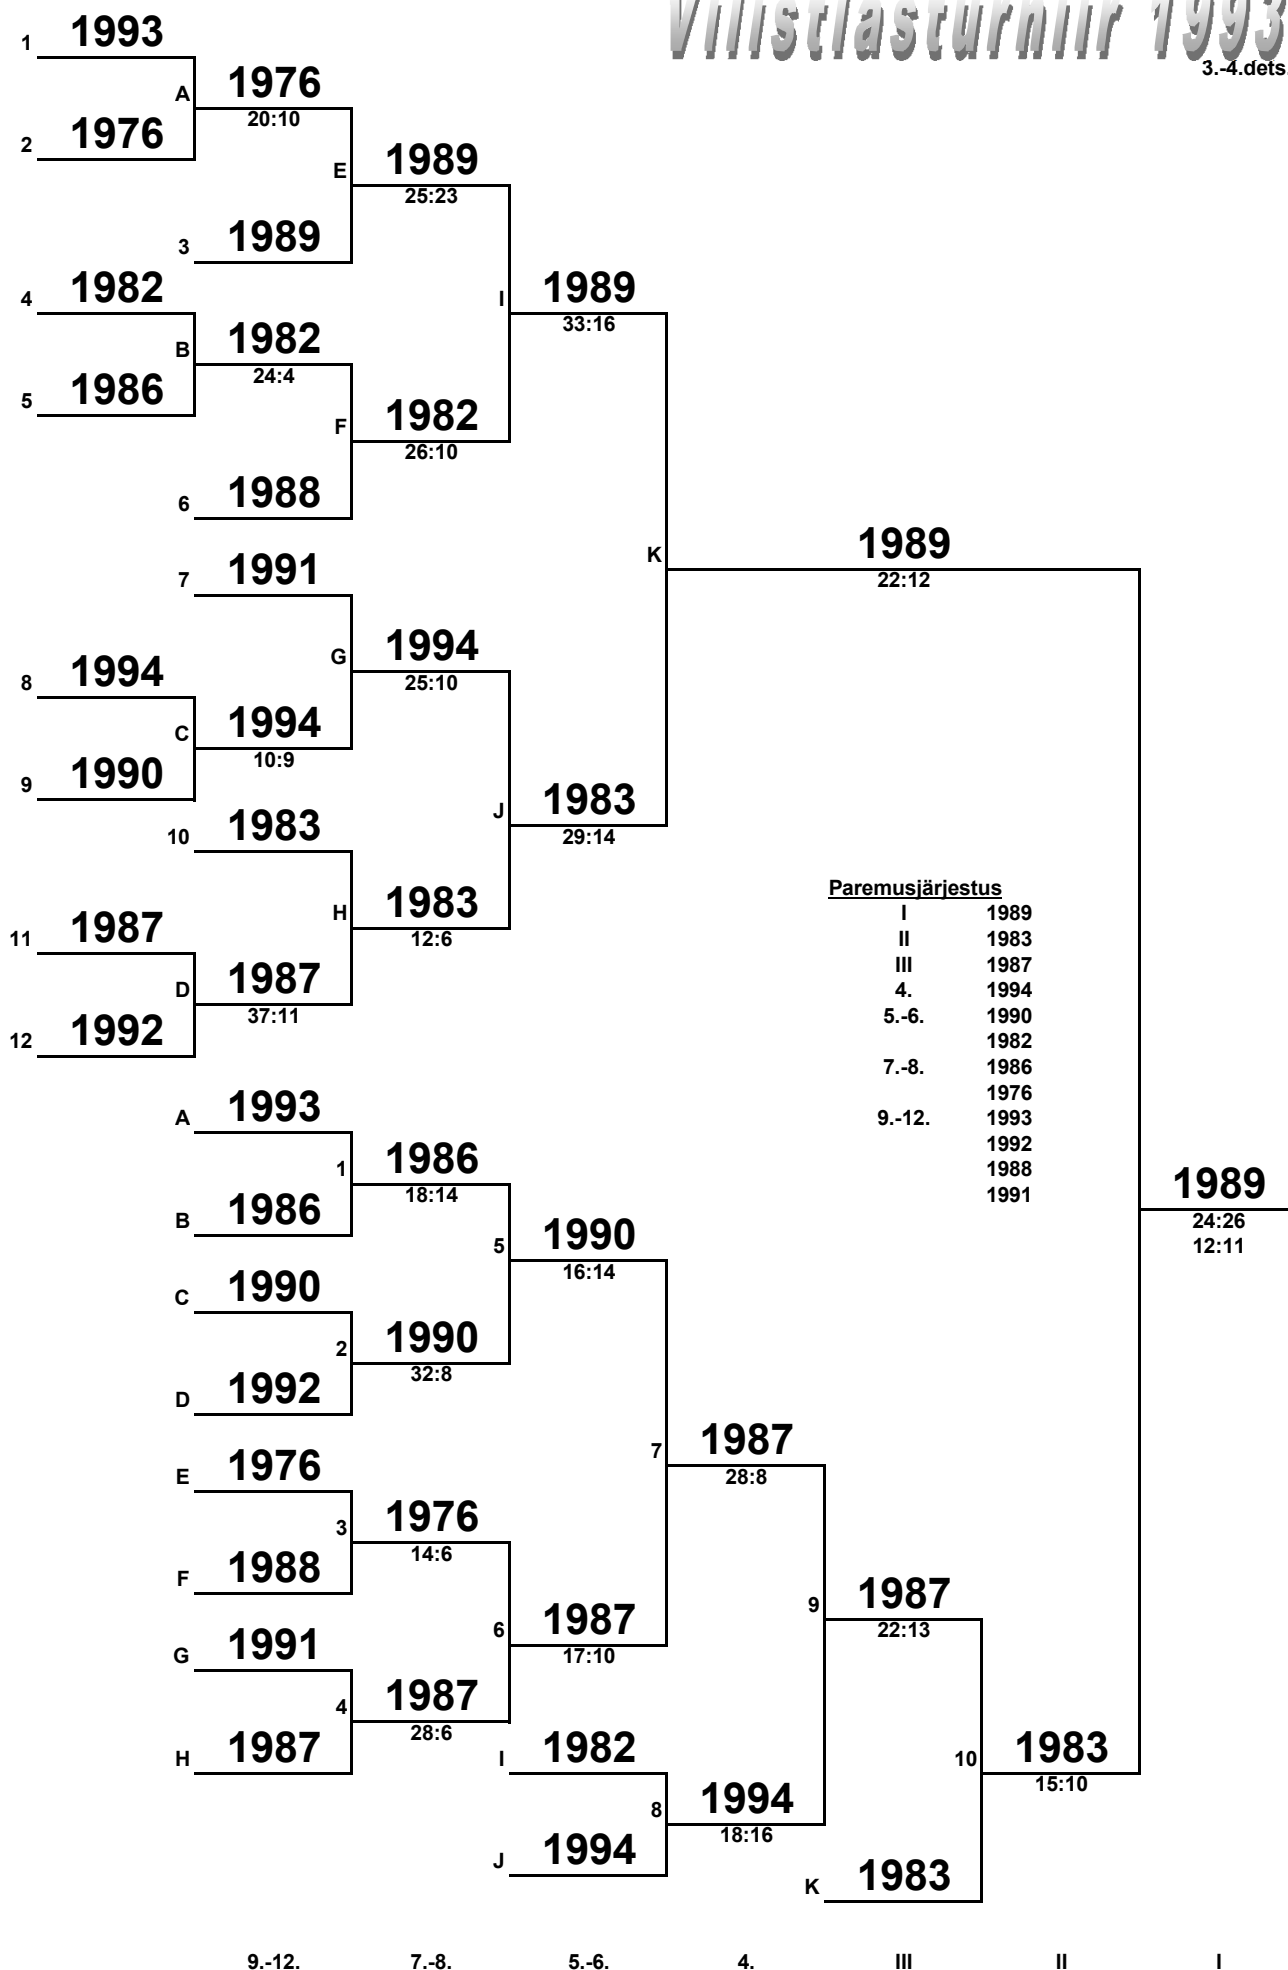 Vilistlasturniir 1993
3.-4.dets.
1 1993
A 1976
20:10
2 1976
E 1989
25:23
3 1989
4 1982
I 1989
33:16
B 1982
24:4
5 1986
F 1982
26:10
6 1988
K 1989
22:12
7 1991
G 1994
25:10
8 1994
C 1994
10:9
9 1990
J 1983
29:14
10 1983
H 1983
12:6
11 1987
D 1987
37:11
12 1992
Paremusjärjestus
I 1989
II 1983
III 1987
4. 1994
5.-6. 1990
1982
7.-8. 1986
1976
9.-12. 1993
1992
1988
1991
1989
24:26
12:11
A 1993
1 1986
18:14
B 1986
5 1990
16:14
C 1990
2 1990
32:8
D 1992
7 1987
28:8
E 1976
3 1976
14:6
F 1988
9 1987
22:13
6 1987
17:10
G 1991
4 1987
28:6
H 1987
I 1982
10 1983
15:10
8 1994
18:16
J 1994
K 1983
9.-12. 7.-8. 5.-6. 4. III II I